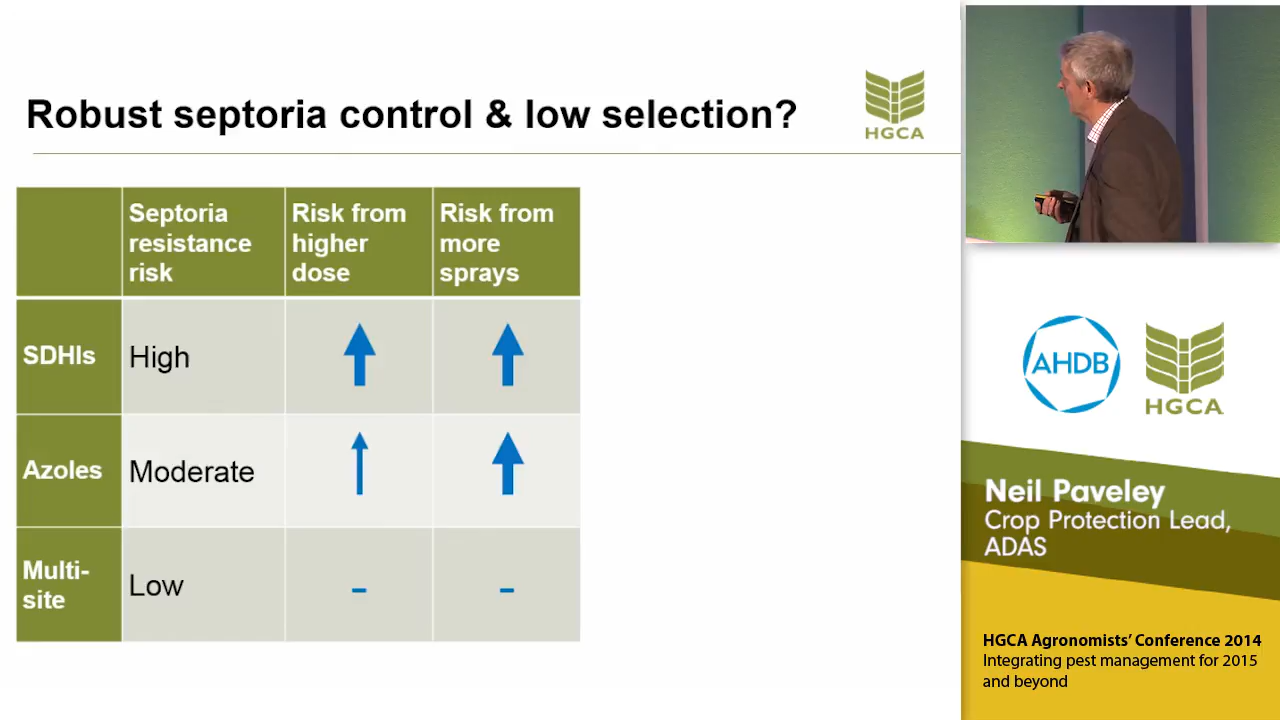 Robust septoria control & low selection?
HGCA
Septoria
resistance
risk
Risk from
higher
dose
Risk from
more
sprays
SDHIs
High
Azoles
Moderate
Multi-
site
Low
-
-
AHDB
HGCA
Neil Paveley
Crop Protection Lead,
ADAS
HGCA Agronomists’ Conference 2014
Integrating pest management for 2015
and beyond